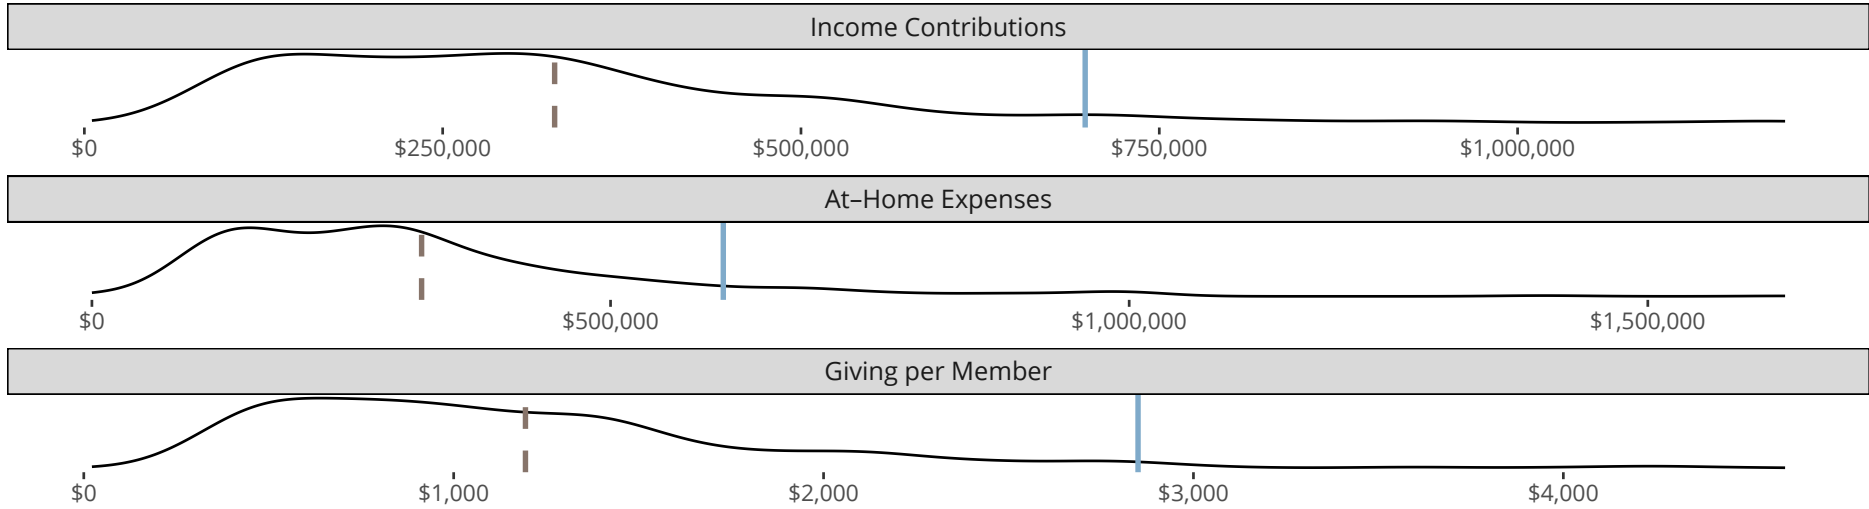 Income Contributions
$0 $250,000 $500,000 $750,000 $1,000,000
At–Home Expenses
$0 $500,000 $1,000,000 $1,500,000
Giving per Member
$0 $1,000 $2,000 $3,000 $4,000